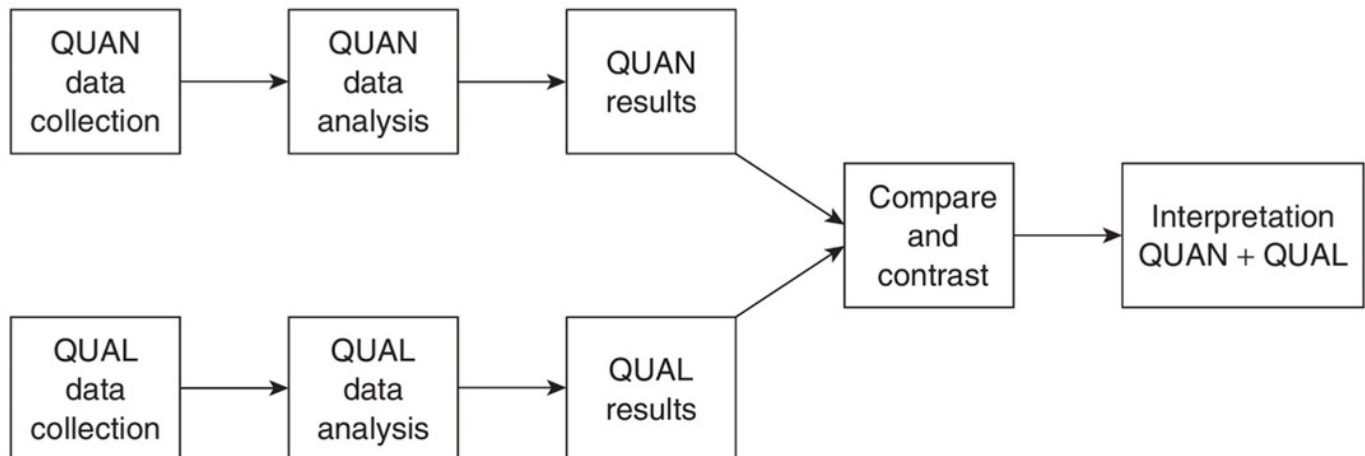 QUAN
data
collection
QUAN
data
analysis
QUAN
results
Compare
and
contrast
Interpretation
QUAN + QUAL
QUAL
data
collection
QUAL
data
analysis
QUAL
results